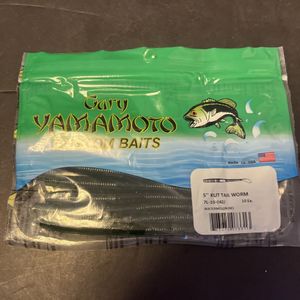 Gary
YAMAMOTO
CUSTOM BAITS
made in USA
5" KUT TAIL WORM
10 Ea.